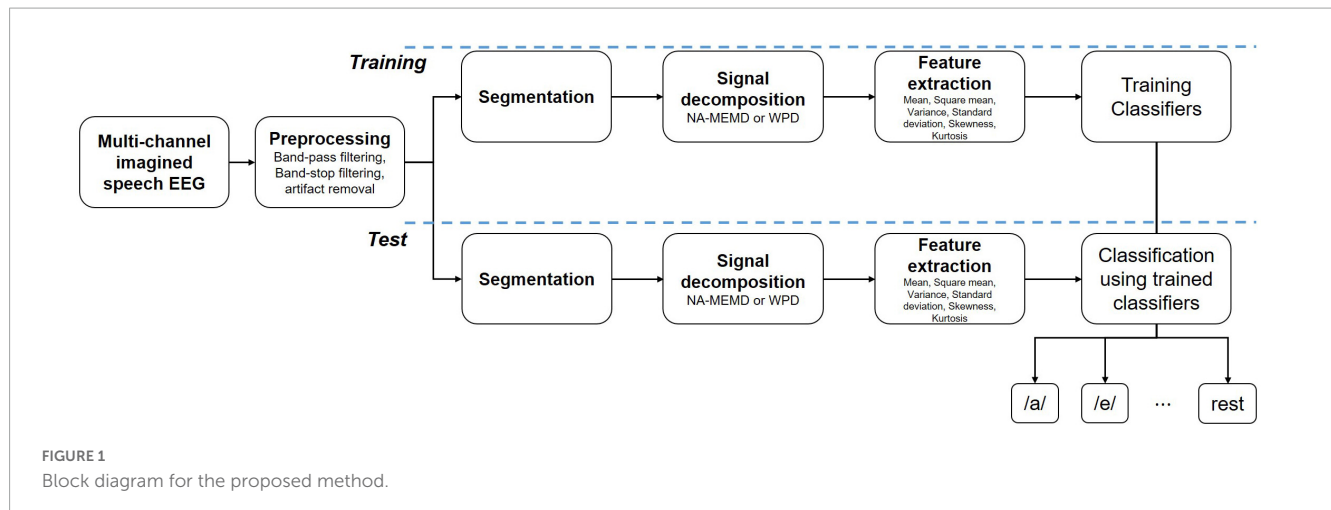 Training
Segmentation
Signal
decomposition
NA-MEMD or WPD
Feature
extraction
Mean, Square mean,
Variance, Standard
deviation, Skewness,
Kurtosis
Training
Classifiers
Multi-channel
imagined
speech EEG
Preprocessing
Band-pass filtering,
Band-stop filtering,
artifact removal
Test
Segmentation
Signal
decomposition
NA-MEMD or WPD
Feature
extraction
Mean, Square mean,
Variance, Standard
deviation, Skewness,
Kurtosis
Classification
using trained
classifiers
/a/
/e/
...
rest
FIGURE 1
Block diagram for the proposed method.